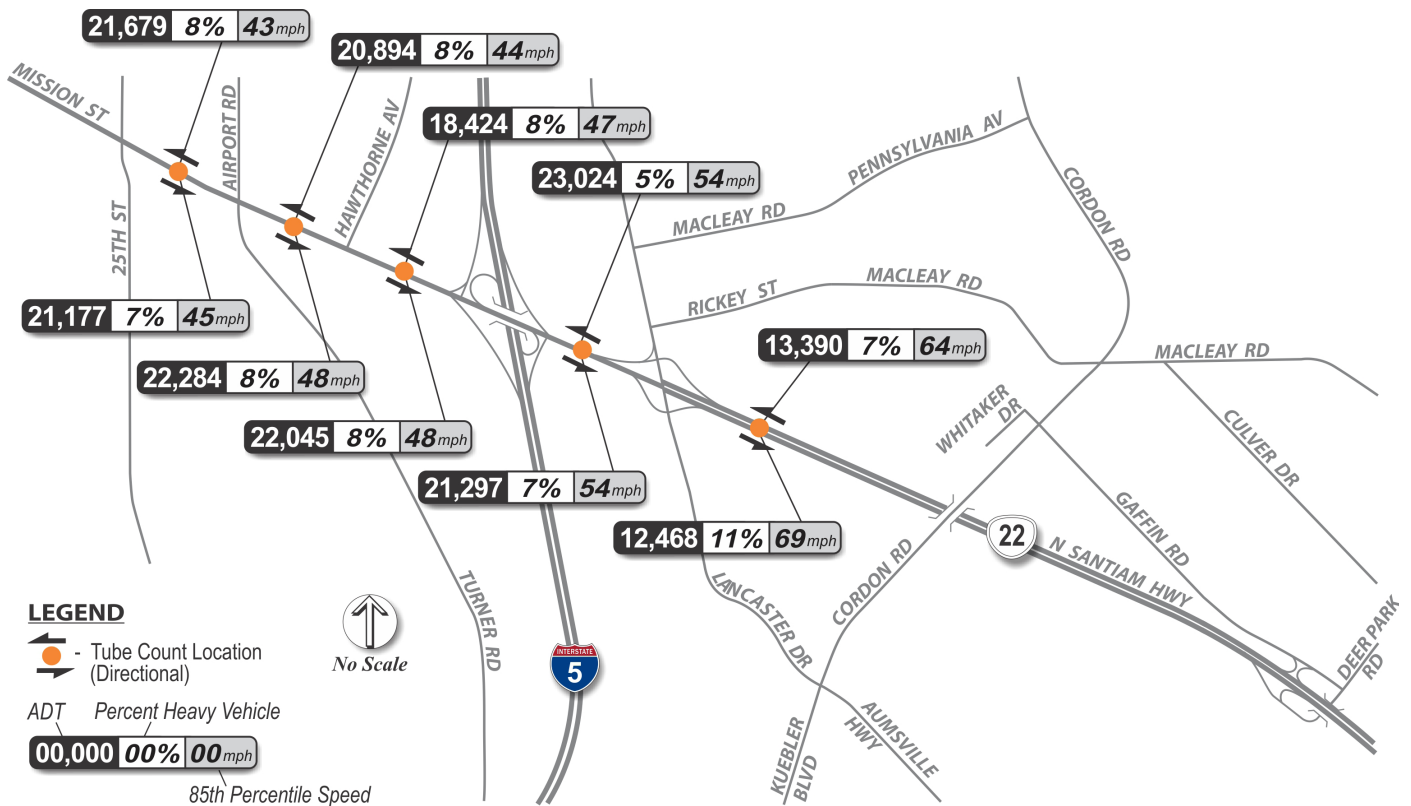 21,679 8% 43mph
20,894 8% 44mph
18,424 8% 47mph
23,024 5% 54mph
MISSION ST
AIRPORT RD
HAWTHORNE AV
25TH ST
PENNSYLVANIA AV
CORDON RD
MACLEAY RD
RICKEY ST
MACLEAY RD
MACLEAY RD
13,390 7% 64mph
21,177 7% 45mph
22,284 8% 48mph
22,045 8% 48mph
21,297 7% 54mph
12,468 11% 69mph
WHITAKER
DR
CULVER DR
GAFFIN RD
22
N SANTIAM HWY
CORDON RD
LANCASTER DR
TURNER RD
DEER PARK
RD
INTERSTATE
5
KUEBLER
BLVD
AUMSVILLE
HWY
No Scale
LEGEND
- Tube Count Location
(Directional)
ADT Percent Heavy Vehicle
00,000 00% 00mph
85th Percentile Speed